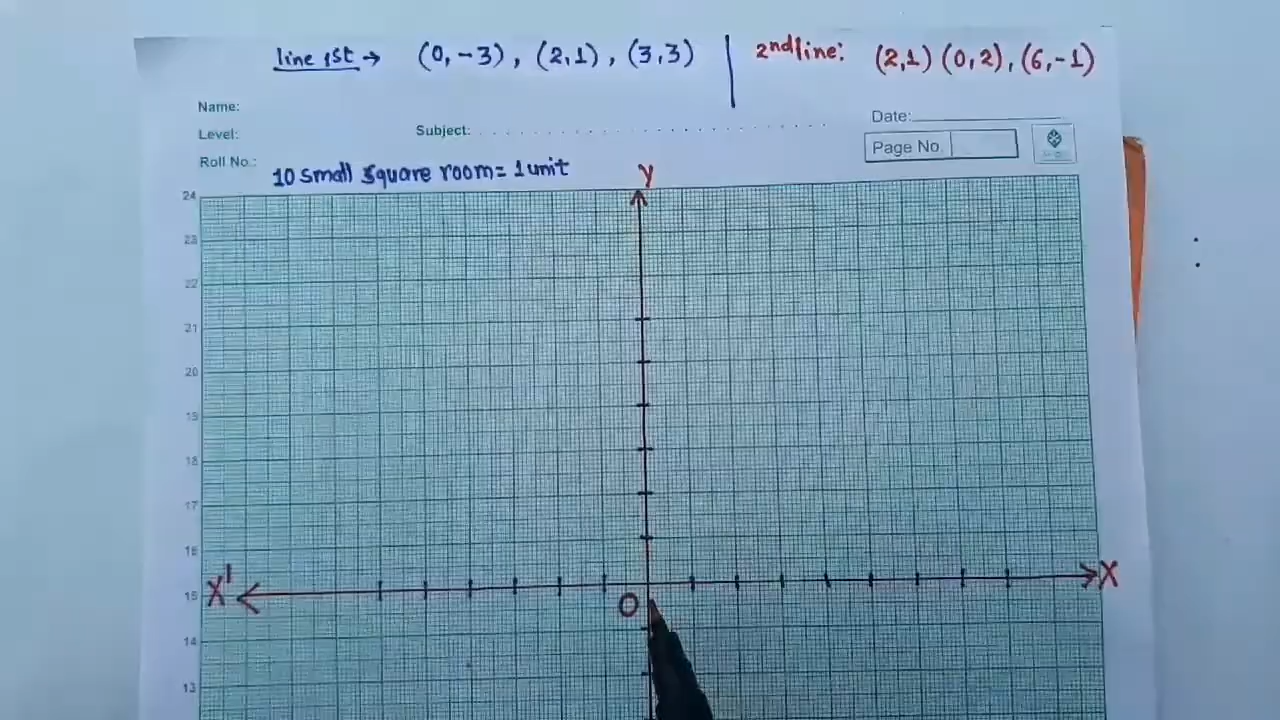 line 1st → (0,-3), (2,1), (3,3) | 2nd line: (2,1) (0,2), (6,-1)
Name:
Date:
Level:
Subject:
Page No.
Roll No.:
10 small square room = 1 unit
Y
24
23
22
21
20
19
18
17
16
X' 15 X
O
14
13